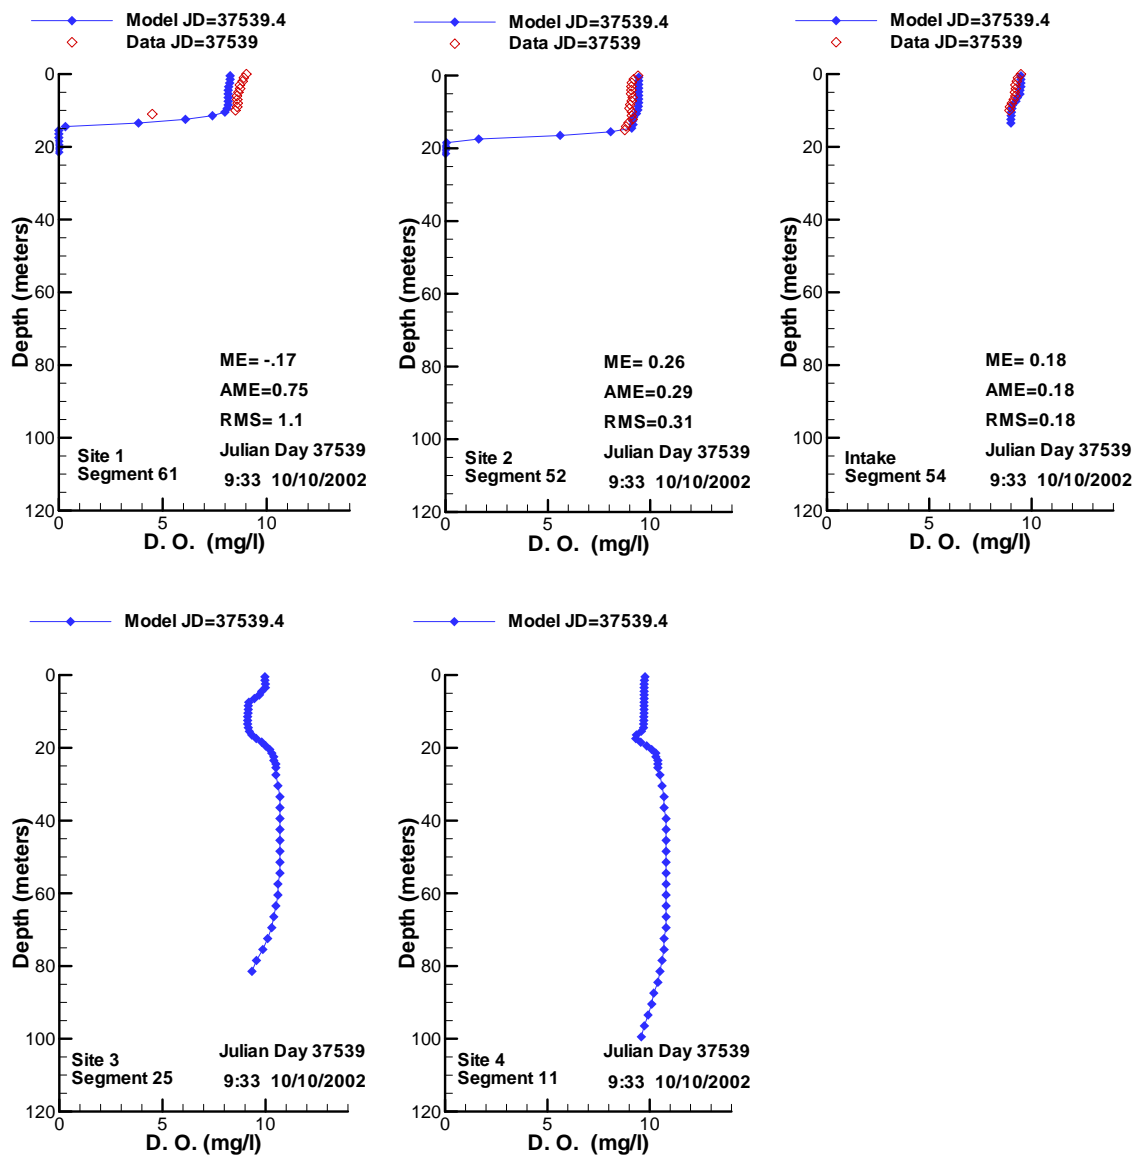 Model JD=37539.4
Data JD=37539
0
20
40
60
80
100
120
Depth (meters)
ME= -.17
AME=0.75
RMS= 1.1
Julian Day 37539
9:33 10/10/2002
Site 1
Segment 61
0 5 10
D. O. (mg/l)
Model JD=37539.4
Data JD=37539
0
20
40
60
80
100
120
Depth (meters)
ME= 0.26
AME=0.29
RMS=0.31
Julian Day 37539
9:33 10/10/2002
Site 2
Segment 52
0 5 10
D. O. (mg/l)
Model JD=37539.4
Data JD=37539
0
20
40
60
80
100
120
Depth (meters)
ME= 0.18
AME=0.18
RMS=0.18
Julian Day 37539
9:33 10/10/2002
Intake
Segment 54
0 5 10
D. O. (mg/l)
Model JD=37539.4
0
20
40
60
80
100
120
Depth (meters)
Julian Day 37539
9:33 10/10/2002
Site 3
Segment 25
0 5 10
D. O. (mg/l)
Model JD=37539.4
0
20
40
60
80
100
120
Depth (meters)
Julian Day 37539
9:33 10/10/2002
Site 4
Segment 11
0 5 10
D. O. (mg/l)